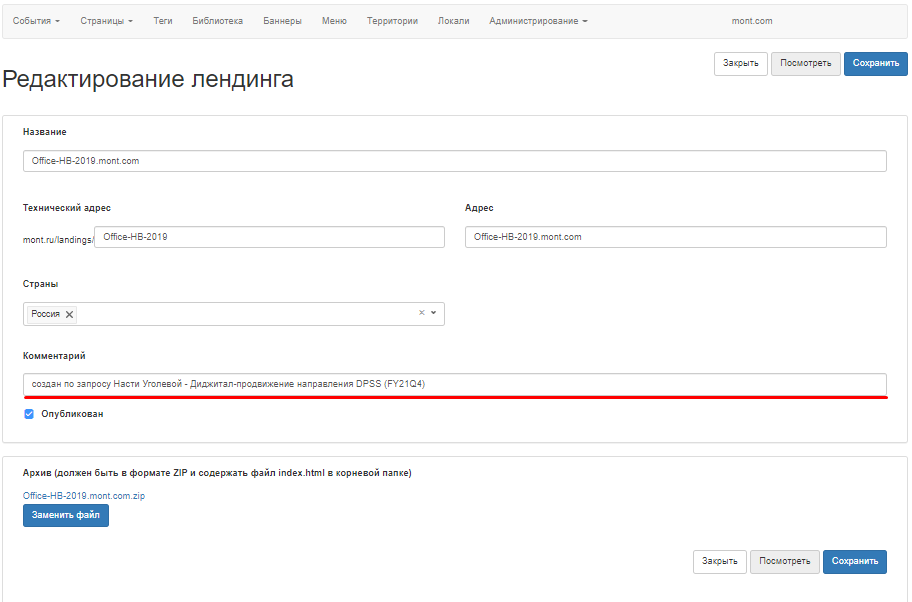 События Страницы Теги Библиотека Баннеры Меню Территории Локали Администрирование mont.com
Закрыть Посмотреть Сохранить
Редактирование лендинга
Название
Office-HB-2019.mont.com
Технический адрес Адрес
mont.ru/landings/ Office-HB-2019 Office-HB-2019.mont.com
Страны
Россия
Комментарий
создан по запросу Насти Уголевой - Диджитал-продвижение направления DPSS (FY21Q4)
Опубликован
Архив (должен быть в формате ZIP и содержать файл index.html в корневой папке)
Office-HB-2019.mont.com.zip
Заменить файл
Закрыть Посмотреть Сохранить